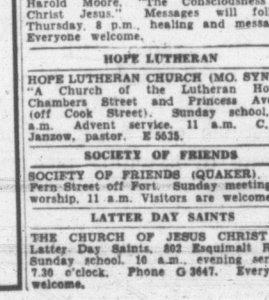 Harold Moore, "The Consciousness
Christ Jesus." Messages will
Thursday, 8 p.m., healing and
Everyone welcome.
HOPE LUTHERAN
HOPE LUTHERAN CHURCH (MO. SYN
"A Church of the Lutheran Ho
Chambers Street and Princess Ave
(off Cook Street). Sunday school,
a.m. Advent service, 11 a.m. C.
Janzow, pastor. E 5635.
SOCIETY OF FRIENDS
SOCIETY OF FRIENDS (QUAKER),
Fern Street off Fort. Sunday meeting
worship, 11 a.m. Visitors are welcome
LATTER DAY SAINTS
THE CHURCH OF JESUS CHRIST
Latter Day Saints, 802 Esquimalt R
Sunday school, 10 a.m., evening ser
7.30 o'clock. Phone G 3647. Every
welcome.